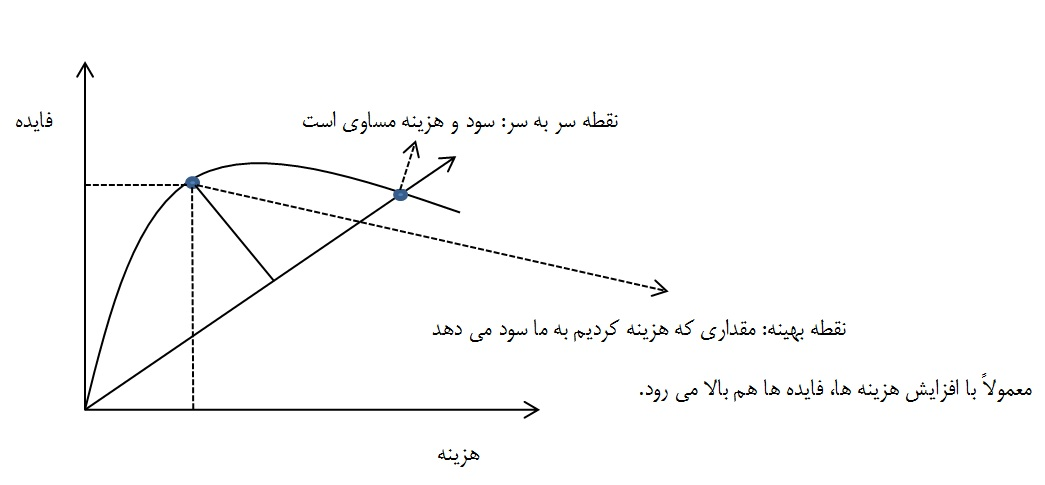 فایده
نقطه سر به سر: سود و هزینه مساوی است
نقطه بهینه: مقداری که هزینه کردیم به ما سود می دهد
معمولاً با افزایش هزینه ها، فایده ها هم بالا می رود.
هزینه